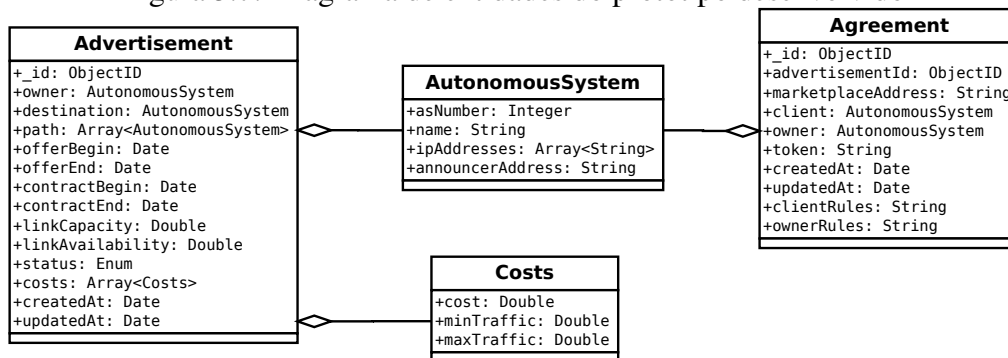 Advertisement
+_id: ObjectID
+owner: AutonomousSystem
+destination: AutonomousSystem
+path: Array<AutonomousSystem>
+offerBegin: Date
+offerEnd: Date
+contractBegin: Date
+contractEnd: Date
+linkCapacity: Double
+linkAvailability: Double
+status: Enum
+costs: Array<Costs>
+createdAt: Date
+updatedAt: Date
AutonomousSystem
+asNumber: Integer
+name: String
+ipAddresses: Array<String>
+announcerAddress: String
Costs
+cost: Double
+minTraffic: Double
+maxTraffic: Double
Agreement
+_id: ObjectID
+advertisementId: ObjectID
+marketplaceAddress: String
+client: AutonomousSystem
+owner: AutonomousSystem
+token: String
+createdAt: Date
+updatedAt: Date
+clientRules: String
+ownerRules: String